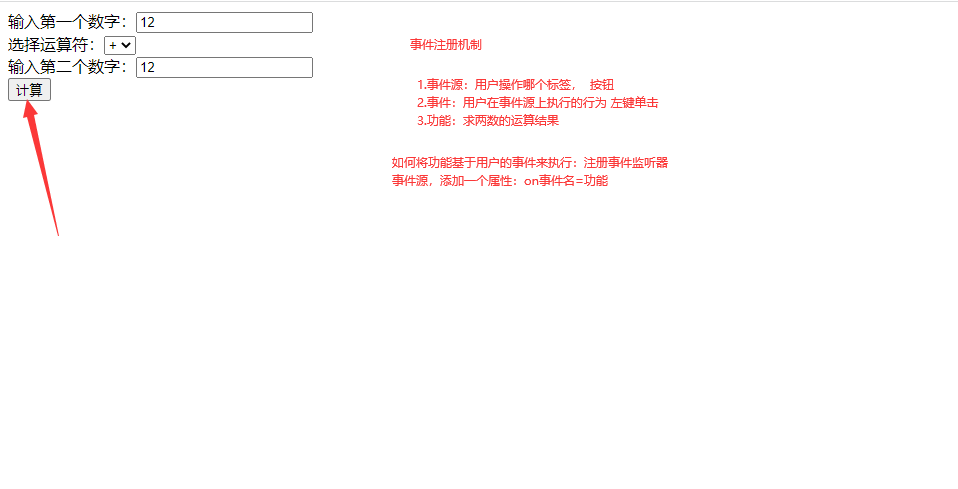 输入第一个数字：12
选择运算符：+
输入第二个数字：12
计算
事件注册机制
1.事件源：用户操作哪个标签， 按钮
2.事件：用户在事件源上执行的行为 左键单击
3.功能：求两数的运算结果
如何将功能基于用户的事件来执行：注册事件监听器
事件源，添加一个属性：on事件名=功能